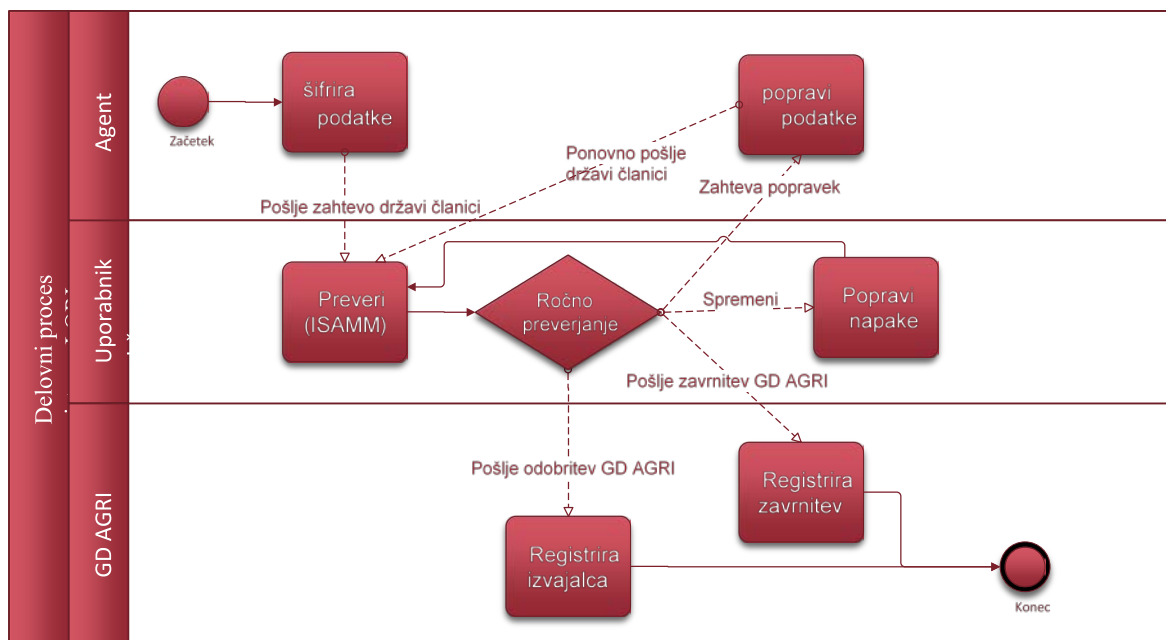 Delovni proces
Agent
Uporabnik
GD AGRI
Začetek
šifrira
podatke
popravi
podatke
Ponovno pošlje
državi članici
Zahteva popravek
Pošlje zahtevo državi članici
Preveri
(ISAMM)
Ročno
preverjanje
Spremeni
Popravi
napake
Pošlje zavrnitev GD AGRI
Pošlje odobritev GD AGRI
Registrira
zavrnitev
Registrira
izvajalca
Konec